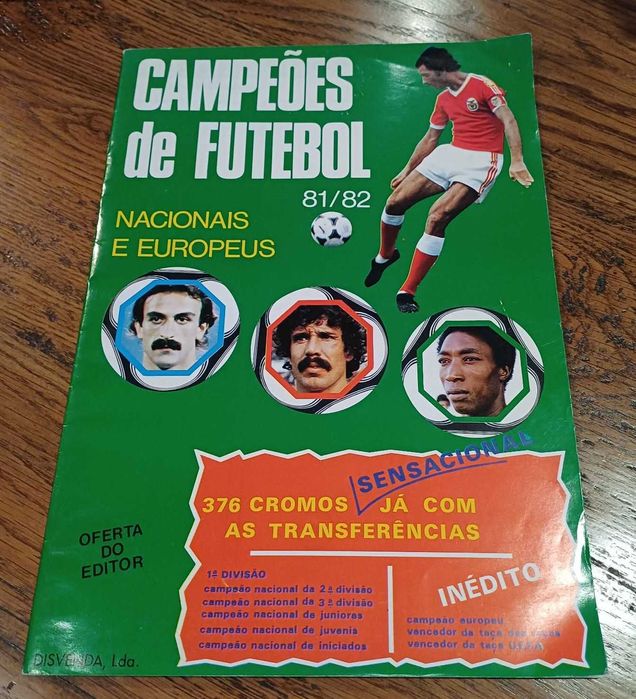 CAMPEÕES
de FUTEBOL
81/82
NACIONAIS
E EUROPEUS
SENSACIONAL
376 CROMOS JÁ COM
AS TRANSFERÊNCIAS
OFERTA
DO
EDITOR
1ª DIVISÃO
campeão nacional da 2ª divisão
campeão nacional da 3ª divisão
campeão nacional de juniores
campeão nacional de juvenis
campeão nacional de iniciados
INÉDITO
campeão europeu
vencedor da taça das taças
vencedor da taça U.E.F.A.
DISVENDA, Lda.